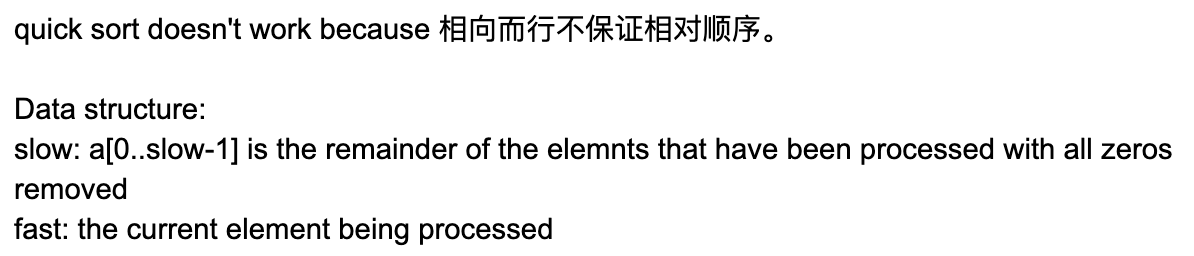 quick sort doesn't work because 相向而行不保证相对顺序。
Data structure:
slow: a[0..slow-1] is the remainder of the elemnts that have been processed with all zeros
removed
fast: the current element being processed